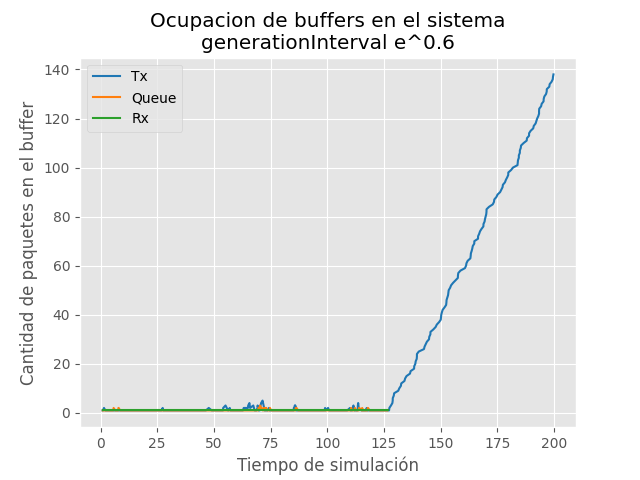 Ocupacion de buffers en el sistema
generationInterval e^0.6
Tx
Queue
Rx
Cantidad de paquetes en el buffer
140
120
100
80
60
40
20
0
0 25 50 75 100 125 150 175 200
Tiempo de simulación